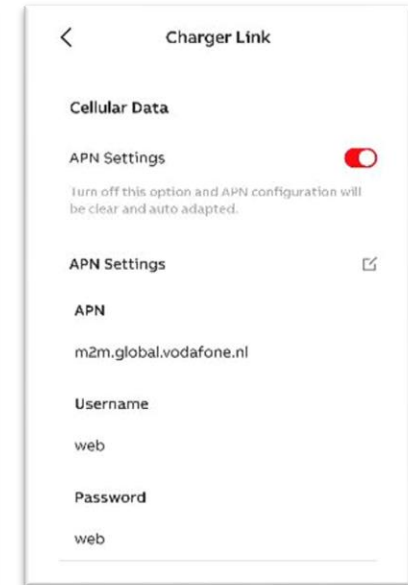 Charger Link
Cellular Data
APN Settings
Turn off this option and APN configuration will
be clear and auto adapted.
APN Settings
APN
m2m.global.vodafone.nl
Username
web
Password
web